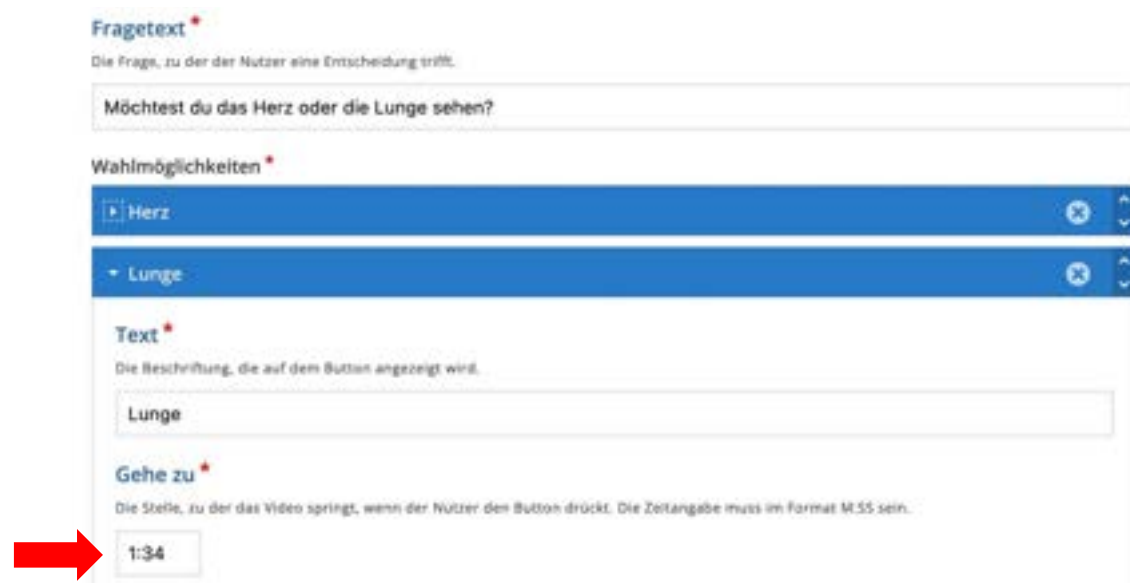 Fragetext *
Die Frage, zu der der Nutzer eine Entscheidung trifft.
Möchtest du das Herz oder die Lunge sehen?
Wahlmöglichkeiten *
Herz
Lunge
Text *
Die Beschriftung, die auf dem Button angezeigt wird.
Lunge
Gehe zu *
Die Stelle, zu der das Video springt, wenn der Nutzer den Button drückt. Die Zeitangabe muss im Format M:SS sein.
1:34